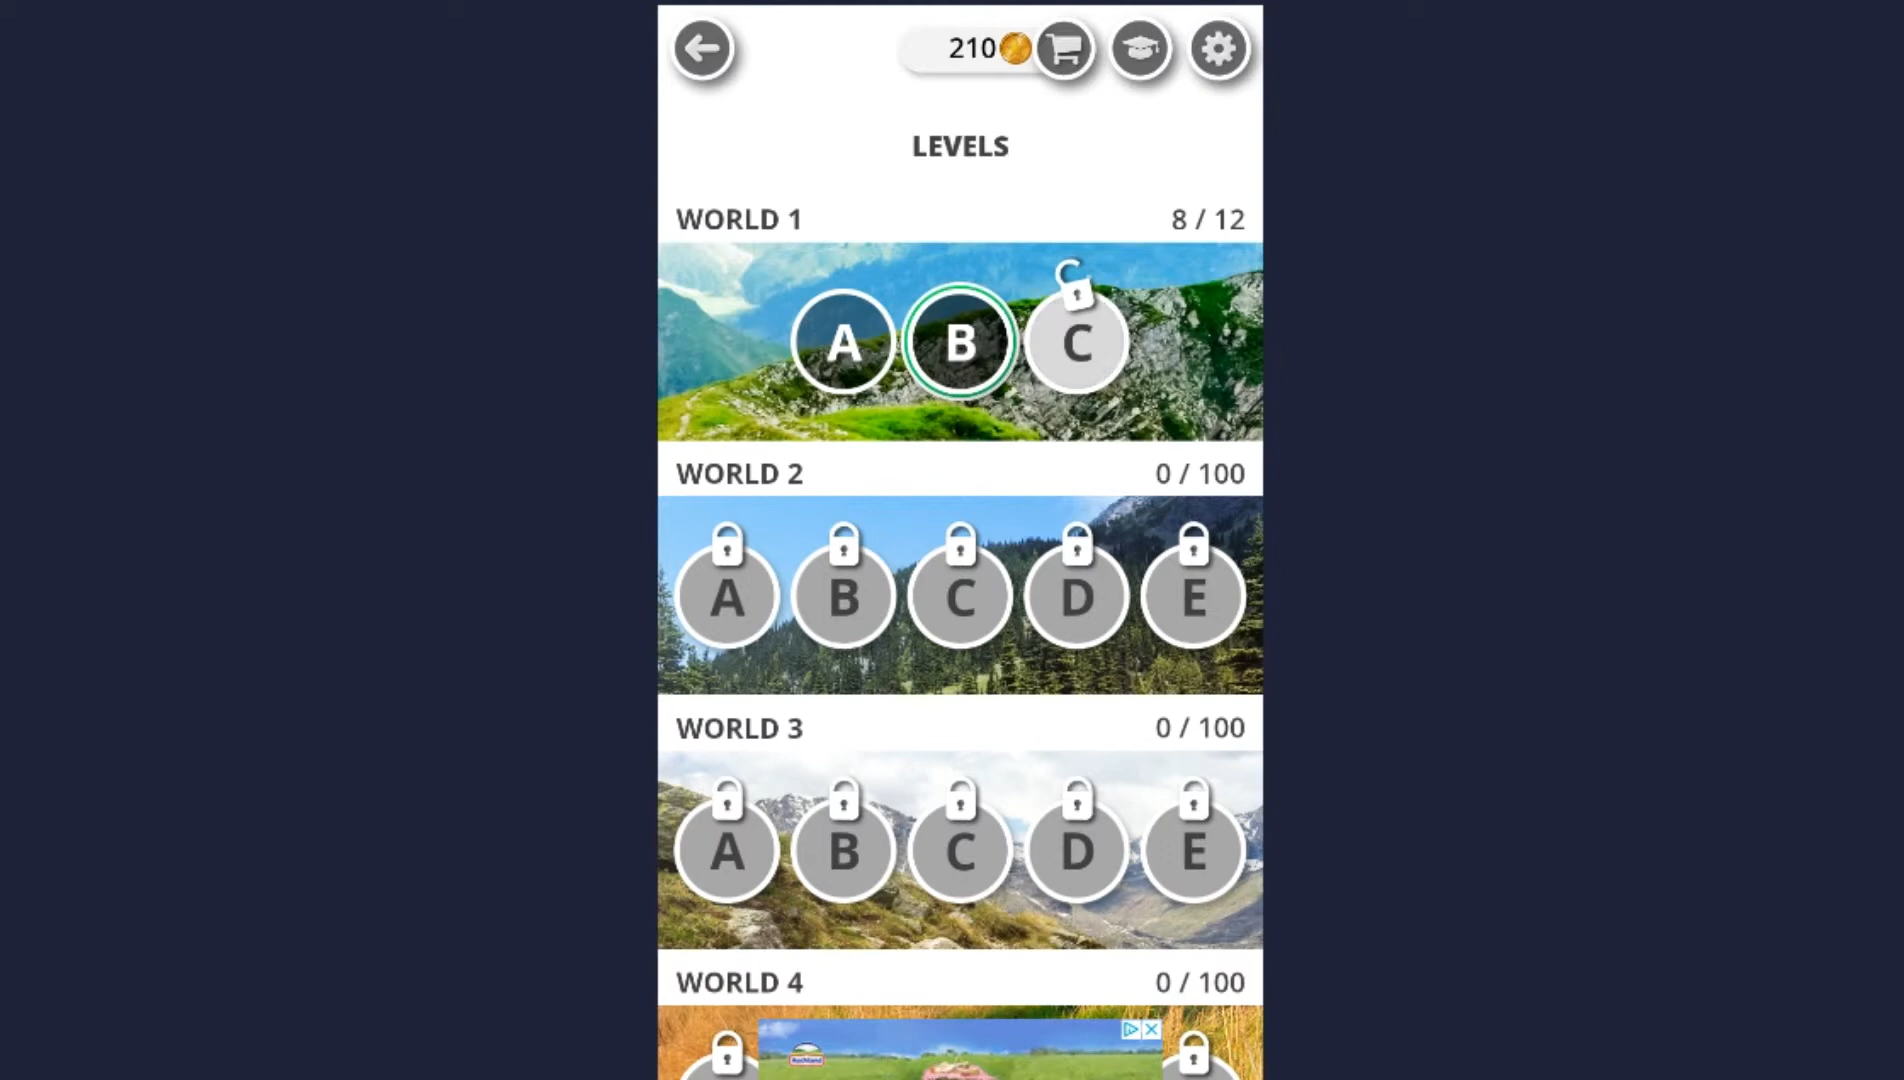 210
LEVELS
WORLD 1 8 / 12
A B C
WORLD 2 0 / 100
A B C D E
WORLD 3 0 / 100
A B C D E
WORLD 4 0 / 100